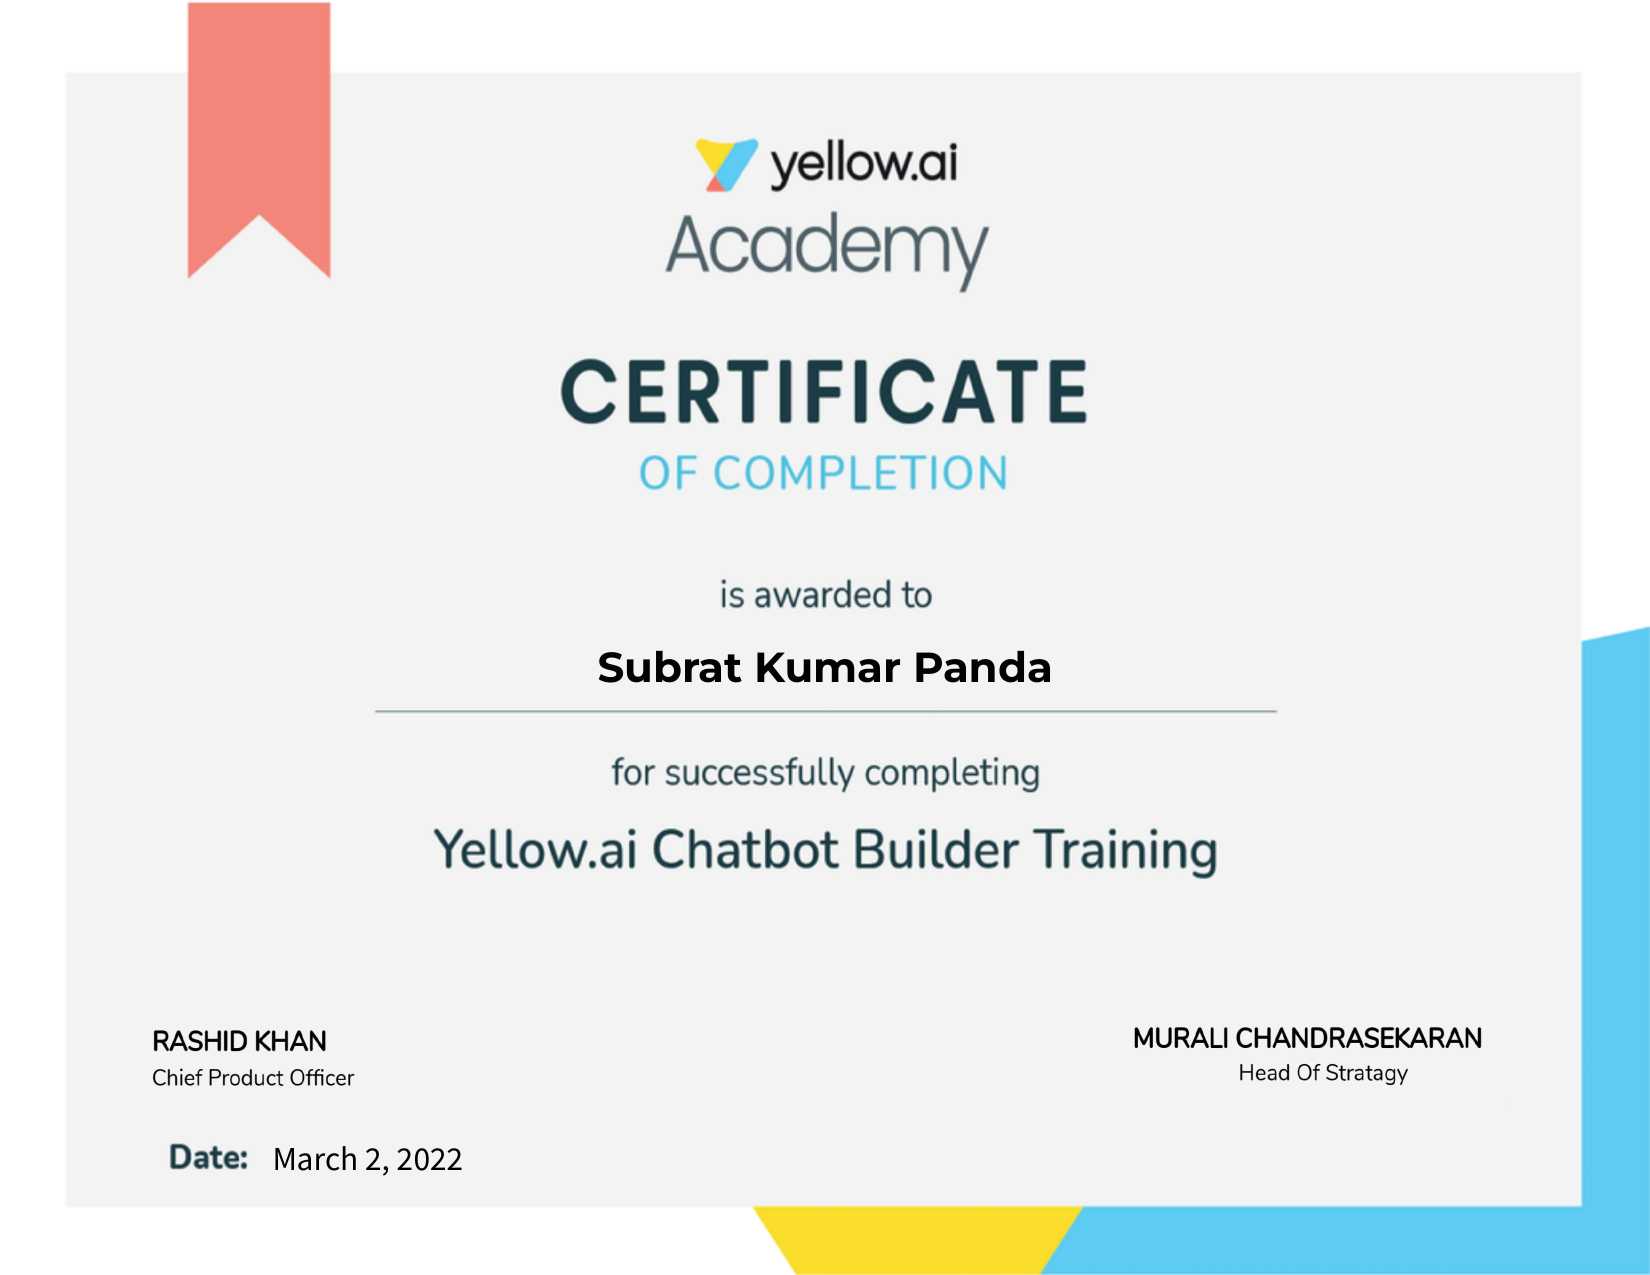 yellow.ai
Academy
CERTIFICATE
OF COMPLETION
is awarded to
Subrat Kumar Panda
for successfully completing
Yellow.ai Chatbot Builder Training
RASHID KHAN
Chief Product Officer
MURALI CHANDRASEKARAN
Head Of Stratagy
Date: March 2, 2022